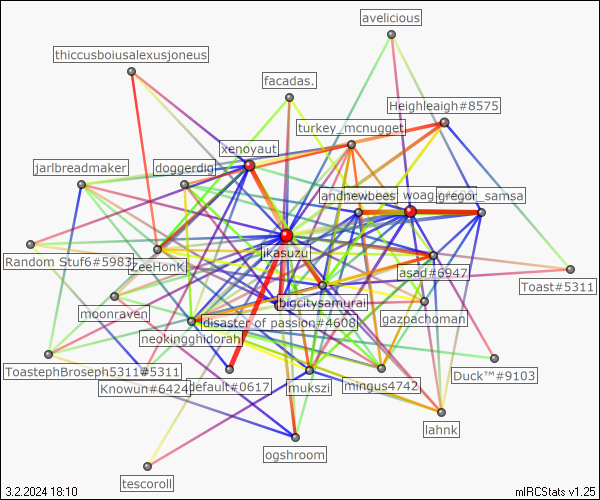 avelicious
thiccusboiusalexusjoneus
facadas.
Heighleaigh#8575
turkey_mcnugget
xenoyaut
jarlbreadmaker
doggerdig
andrewbees
gregor_samsa
ikasuzu
Random Stuf6#5983
ZeeHonK
asad#6947
Toast#5311
bigcitysamurai
moonraven
gazpachoman
disaster of passion#4608
neokingghidorah
ToastephBroseph5311#5311
Duck™#9103
Knowun#6424
default#0617
mukszi
mingus4742
lahnk
ogshroom
tescoroll
3.2.2024 18:10
mIRCStats v1.25